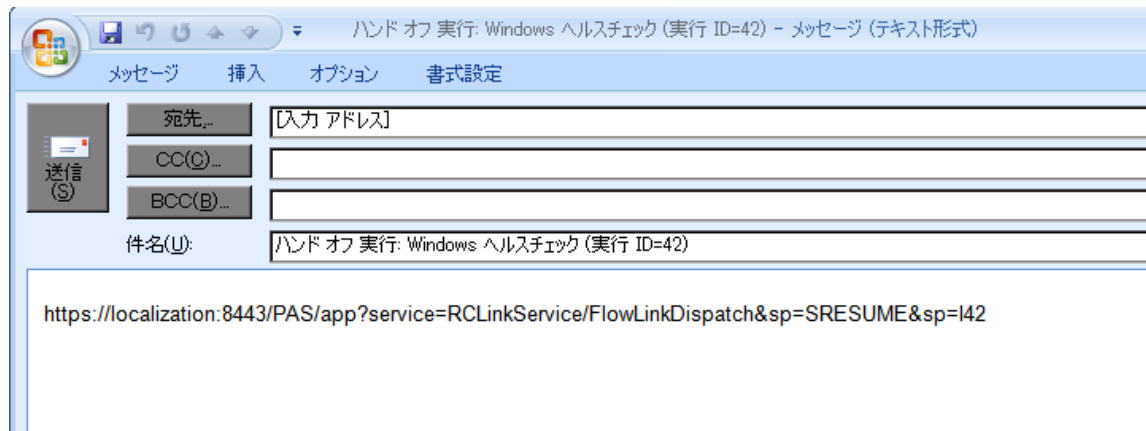 ハンド オフ 実行: Windows ヘルスチェック (実行 ID=42) - メッセージ (テキスト形式)
メッセージ 挿入 オプション 書式設定
宛先... [入力 アドレス]
送信(S)
CC(C)...
BCC(B)...
件名(U): ハンド オフ 実行: Windows ヘルスチェック (実行 ID=42)
https://localization:8443/PAS/app?service=RCLinkService/FlowLinkDispatch&sp=SRESUME&sp=l42